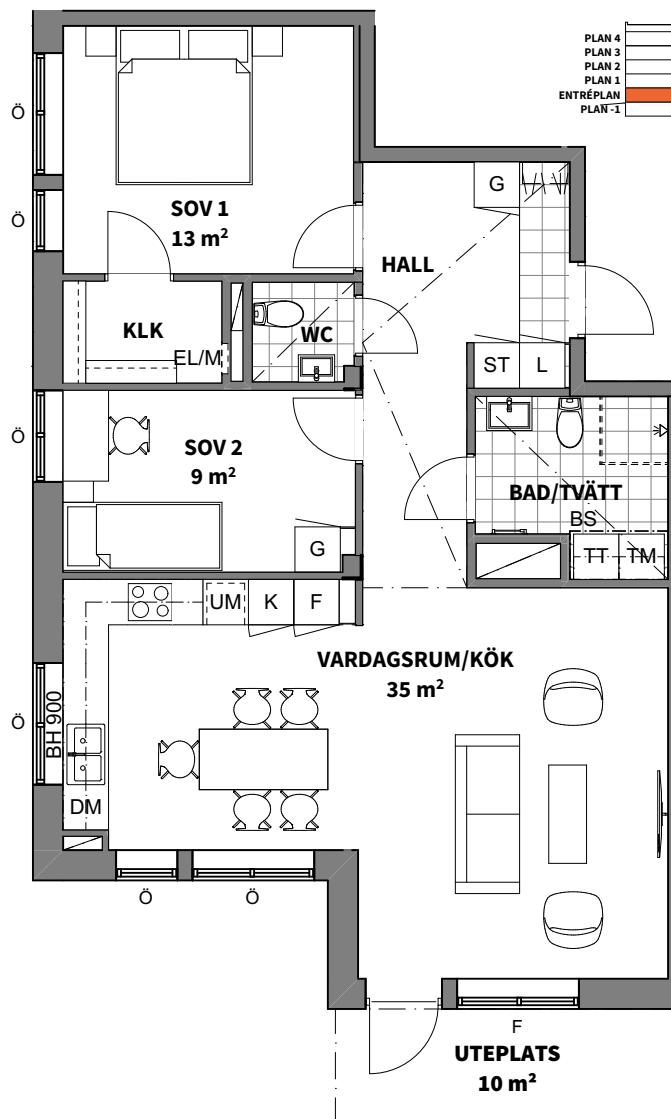 PLAN 4
PLAN 3
PLAN 2
PLAN 1
ENTRÉPLAN
PLAN -1
Ö
Ö
SOV 1
13 m²
G
HALL
KLK
EL/M
WC
ST
L
Ö
SOV 2
9 m²
G
BAD/TVÄTT
BS
TT
TM
UM
K
F
VARDAGSRUM/KÖK
35 m²
Ö
BH 900
DM
Ö
Ö
F
UTEPLATS
10 m²